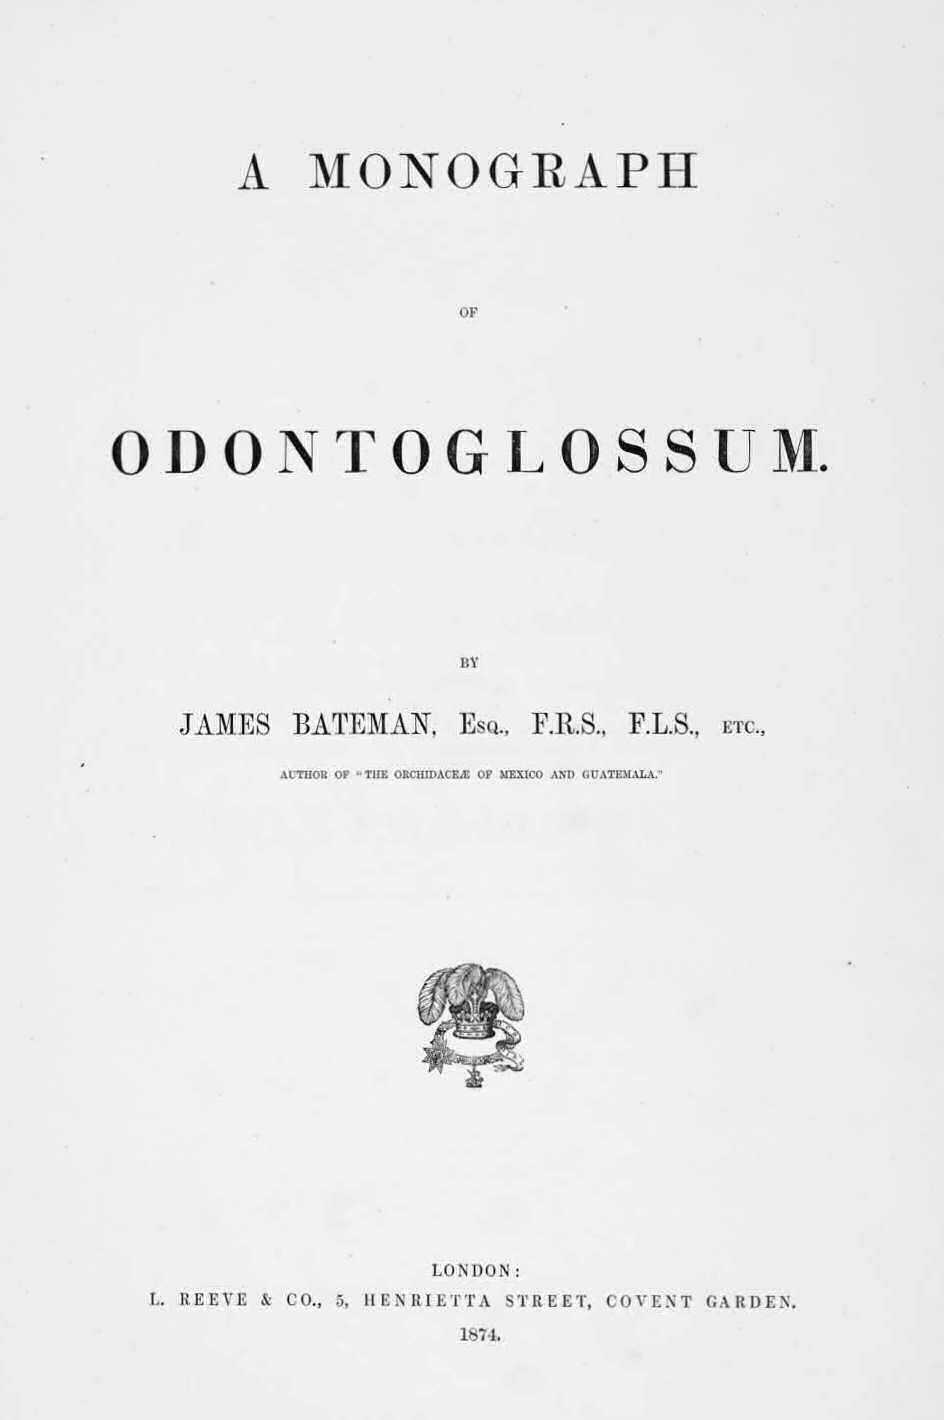 A MONOGRAPH
OF
ODONTOGLOSSUM.
BY
JAMES BATEMAN, Esq., F.R.S., F.L.S., ETC.,
AUTHOR OF "THE ORCHIDACEÆ OF MEXICO AND GUATEMALA."
LONDON:
L. REEVE & CO., 5, HENRIETTA STREET, COVENT GARDEN.
1874.